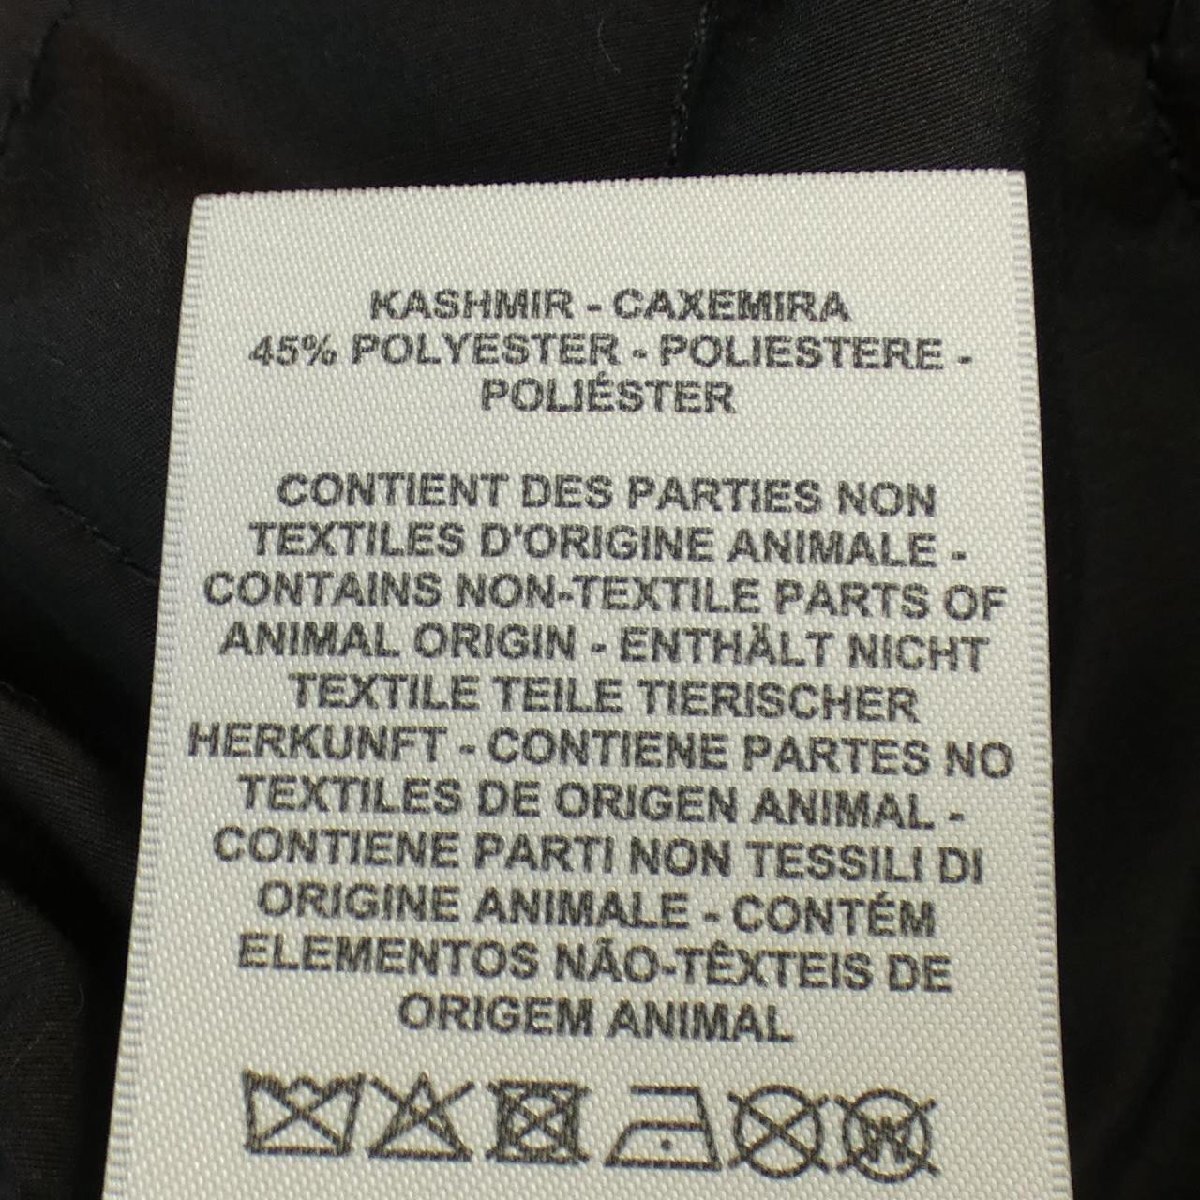 KASHMIR - CAXEMIRA
45% POLYESTER - POLIESTERE -
POLIÉSTER
CONTIENT DES PARTIES NON
TEXTILES D'ORIGINE ANIMALE -
CONTAINS NON-TEXTILE PARTS OF
ANIMAL ORIGIN - ENTHÄLT NICHT
TEXTILE TEILE TIERISCHER
HERKUNFT - CONTIENE PARTES NO
TEXTILES DE ORIGEN ANIMAL -
CONTIENE PARTI NON TESSILI DI
ORIGINE ANIMALE - CONTÉM
ELEMENTOS NÃO-TÊXTEIS DE
ORIGEM ANIMAL
W